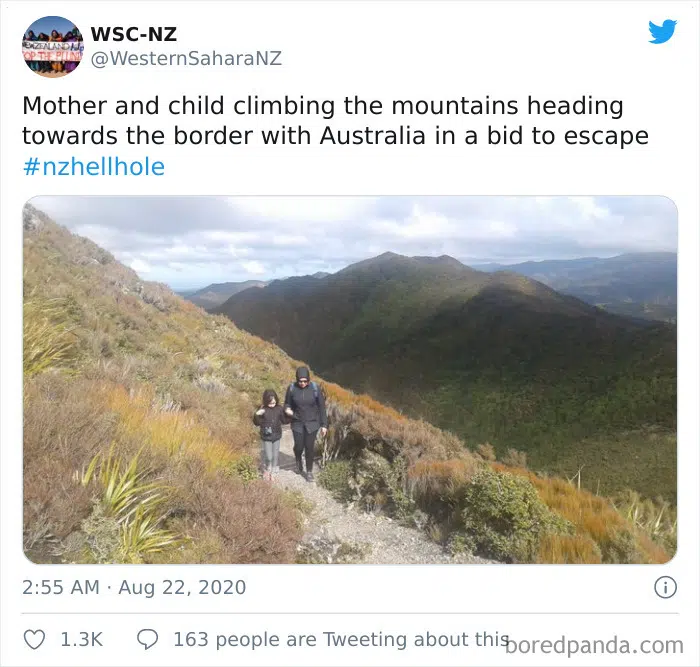 WSC-NZ
@WesternSaharaNZ
Mother and child climbing the mountains heading
towards the border with Australia in a bid to escape
#nzhellhole
2:55 AM · Aug 22, 2020
1.3K 163 people are Tweeting about this
boredpanda.com